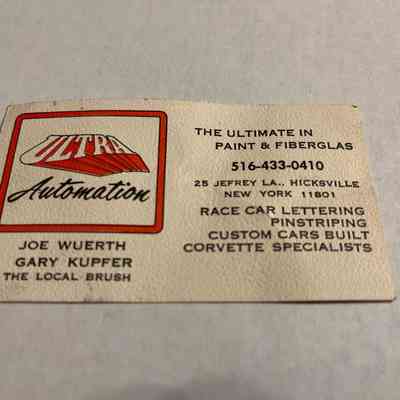 ULTRA
Automation
JOE WUERTH
GARY KUPFER
THE LOCAL BRUSH
THE ULTIMATE IN
PAINT & FIBERGLAS
516-433-0410
25 JEFREY LA., HICKSVILLE
NEW YORK 11801
RACE CAR LETTERING
PINSTRIPING
CUSTOM CARS BUILT
CORVETTE SPECIALISTS